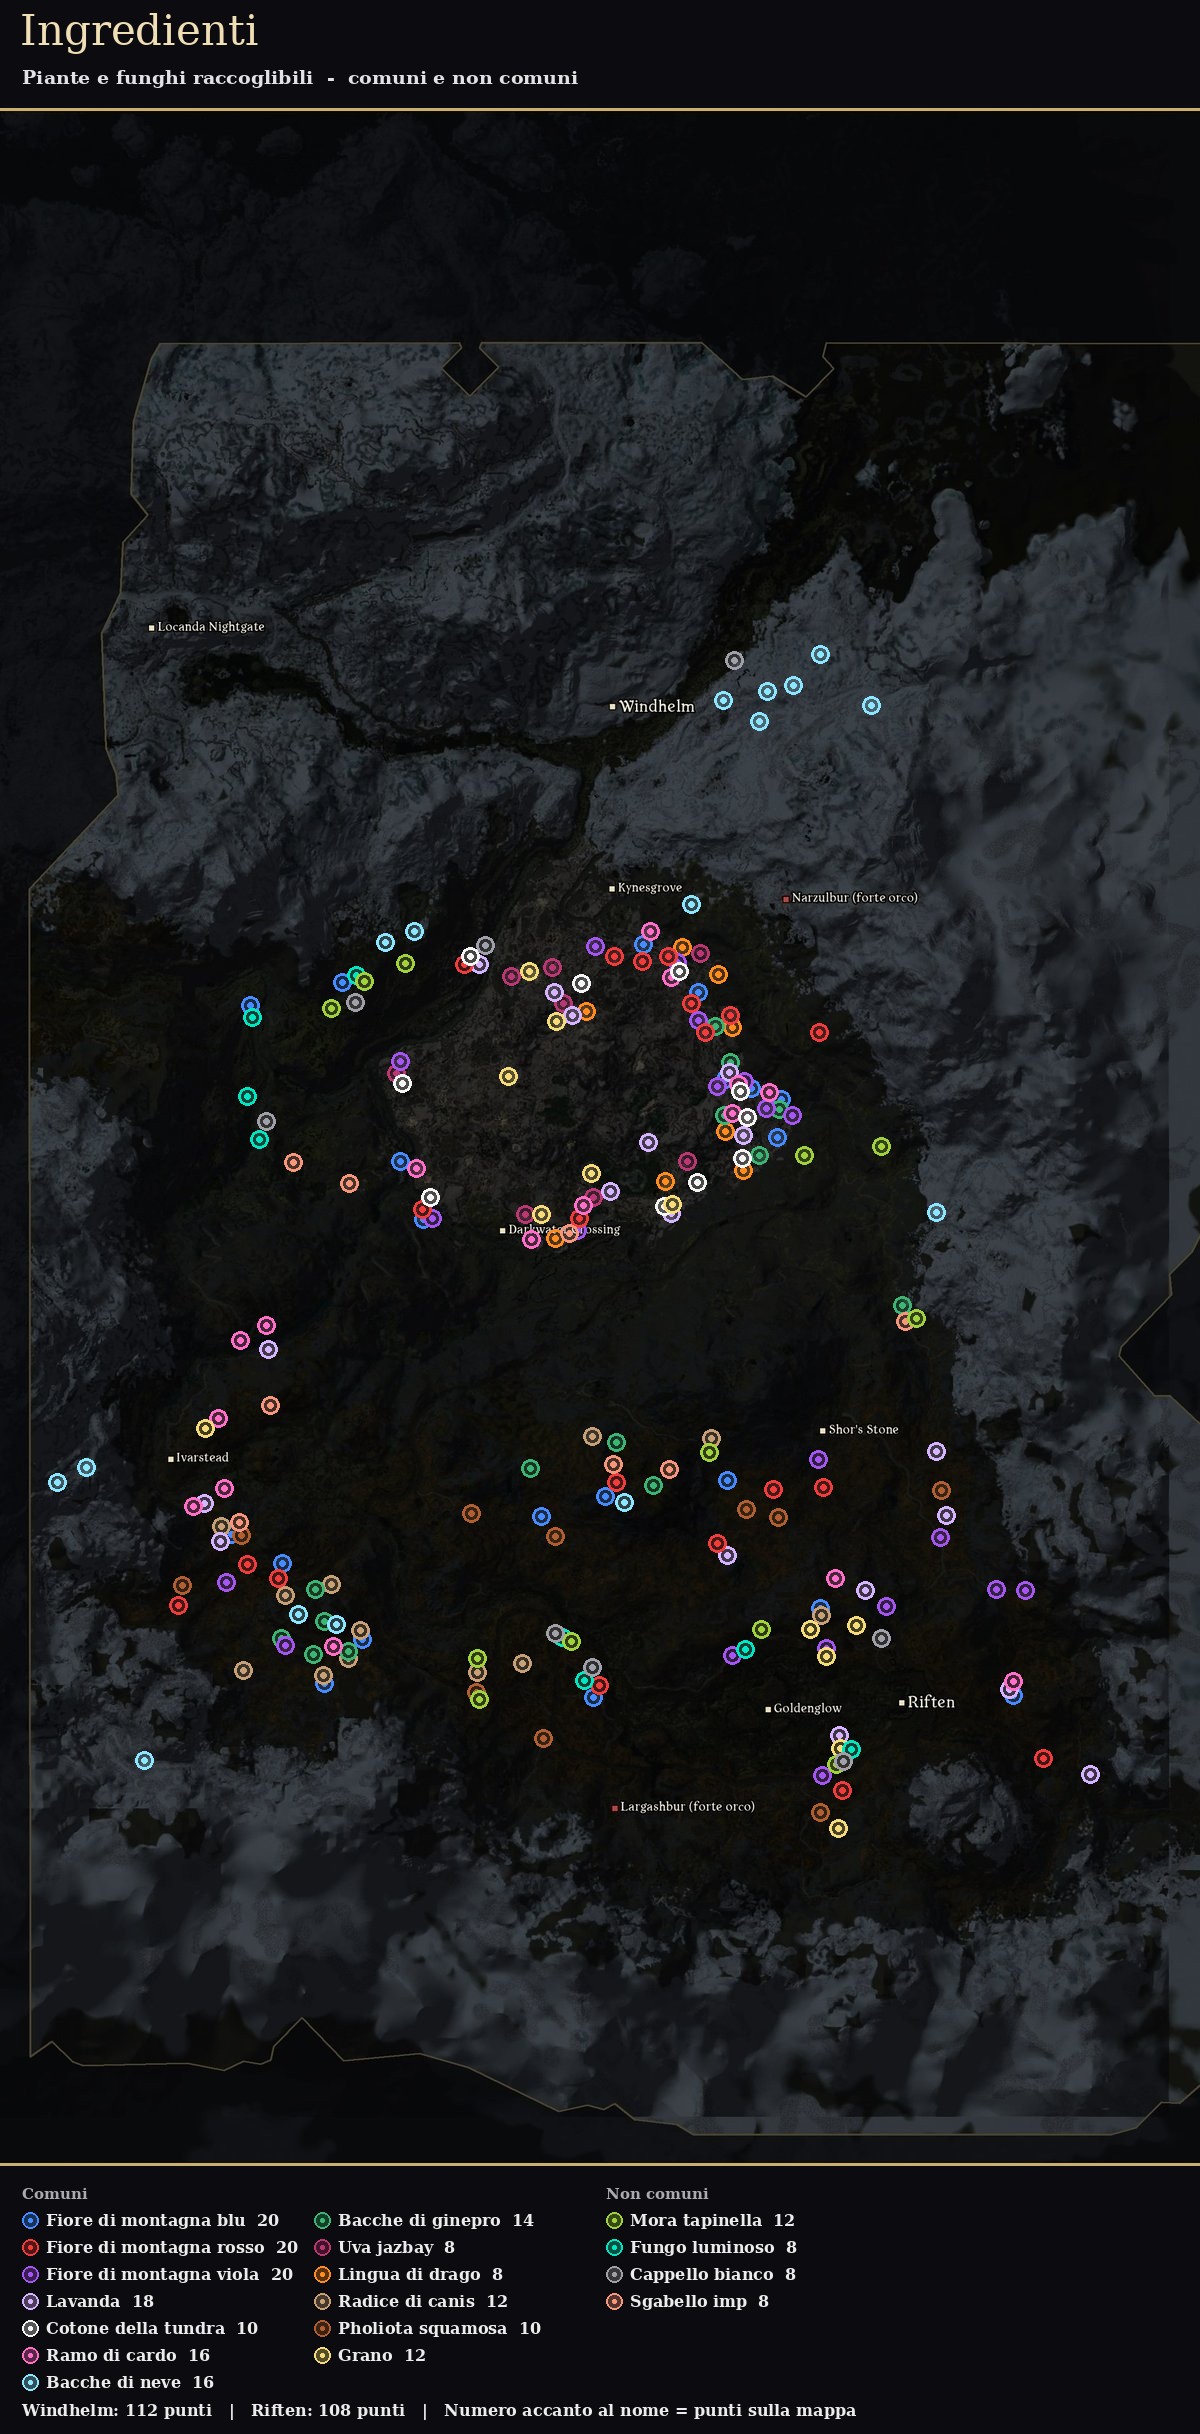 Ingredienti
Piante e funghi raccoglibili - comuni e non comuni
Locanda Nightgate
Windhelm
Kynesgrove
Narzulbur (forte orco)
Darkwater Crossing
Shor's Stone
Ivarstead
Riften
Goldenglow
Largashbur (forte orco)
Comuni
Fiore di montagna blu 20
Fiore di montagna rosso 20
Fiore di montagna viola 20
Lavanda 18
Cotone della tundra 10
Ramo di cardo 16
Bacche di neve 16
Bacche di ginepro 14
Uva jazbay 8
Lingua di drago 8
Radice di canis 12
Pholiota squamosa 10
Grano 12
Non comuni
Mora tapinella 12
Fungo luminoso 8
Cappello bianco 8
Sgabello imp 8
Windhelm: 112 punti | Riften: 108 punti | Numero accanto al nome = punti sulla mappa